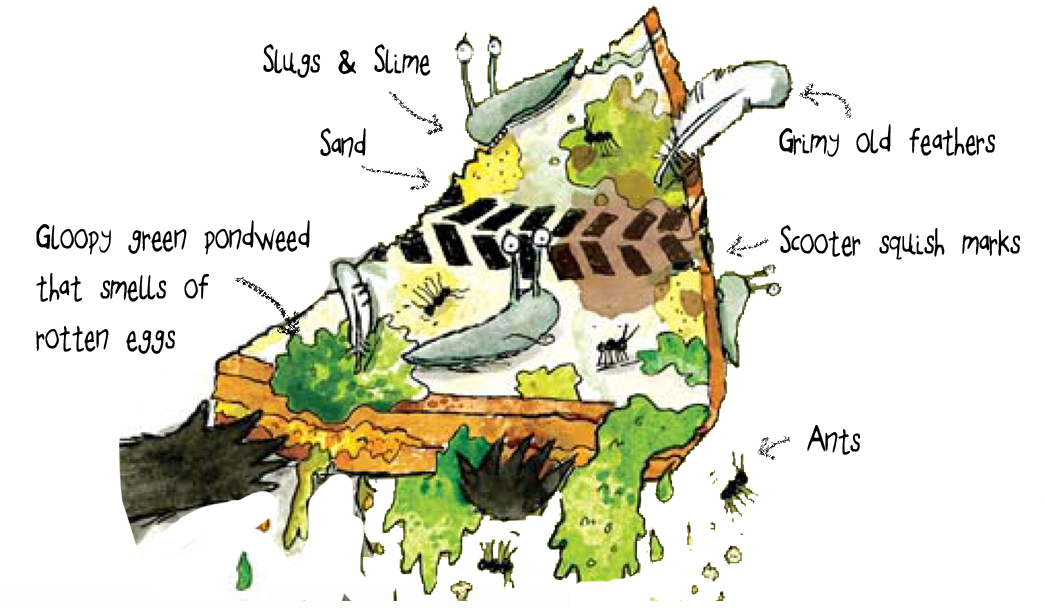 Slugs & Slime
Sand
Grimy old feathers
Gloopy green pondweed
that smells of
rotten eggs
Scooter squish marks
Ants